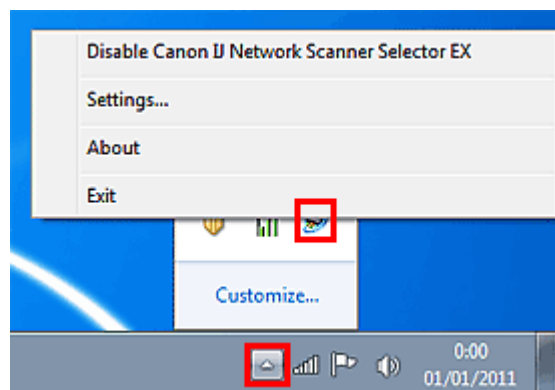 Disable Canon IJ Network Scanner Selector EX
Settings...
About
Exit
Customize...
0:00
01/01/2011